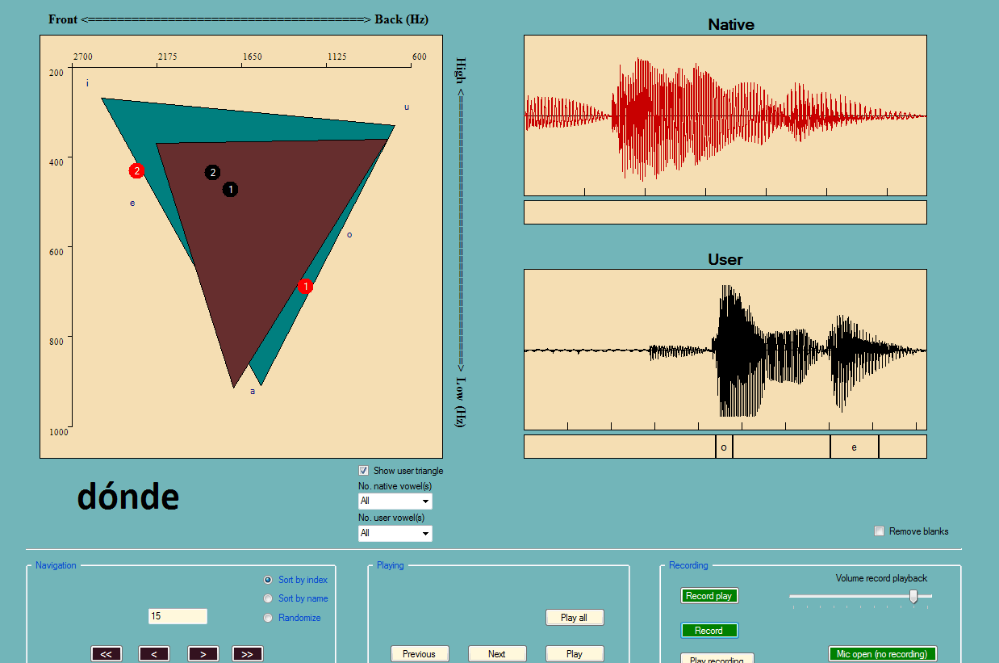 Front <===================================> Back (Hz)
Native
2700 2175 1650 1125 600
200
i
u
High <===================================> Low (Hz)
400
2
2
1
e
o
600
User
1
800
a
1000
o e
Show user triangle
dónde
No. native vowel(s)
All
No. user vowel(s)
All
Remove blanks
Navigation
Sort by index
Sort by name
15
Randomize
<< < > >>
Playing
Play all
Previous Next Play
Recording
Volume record playback
Record play
Record
Play recording
Mic open (no recording)